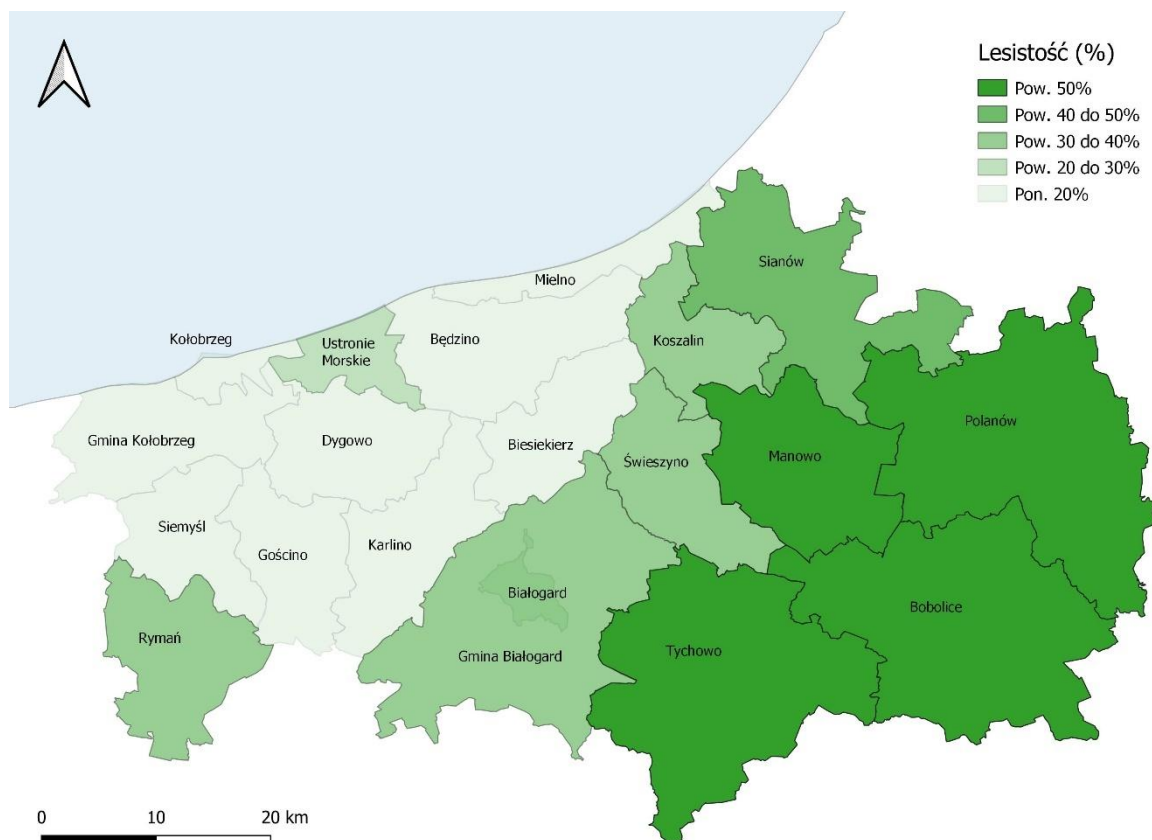 Lesistość (%)
Pow. 50%
Pow. 40 do 50%
Pow. 30 do 40%
Pow. 20 do 30%
Pon. 20%
Sianów
Mielno
Kołobrzeg
Ustronie
Morskie
Będzino
Koszalin
Gmina Kołobrzeg
Dygowo
Biesiekierz
Świeszyno
Manowo
Polanów
Siemyśl
Gościno
Karlino
Białogard
Bobolice
Rymań
Gmina Białogard
Tychowo
0 10 20 km